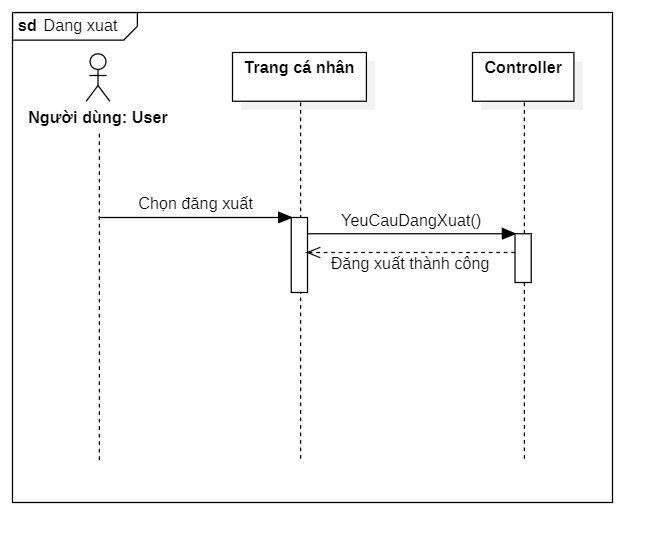 sd Dang xuat
Trang cá nhân
Controller
Người dùng: User
Chọn đăng xuất
YeuCauDangXuat()
Đăng xuất thành công